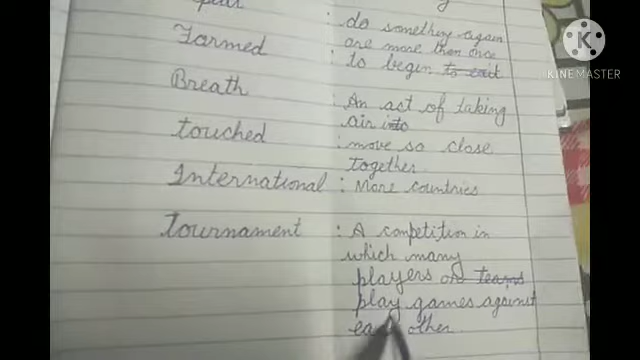 : do something again
Formed are more than once
: to begin to exit
Breath : An act of taking
air into
touched : move so close
together
International : More countries
Tournament : A competition in
which many
players or teams
play games against
each other
KINEMASTER